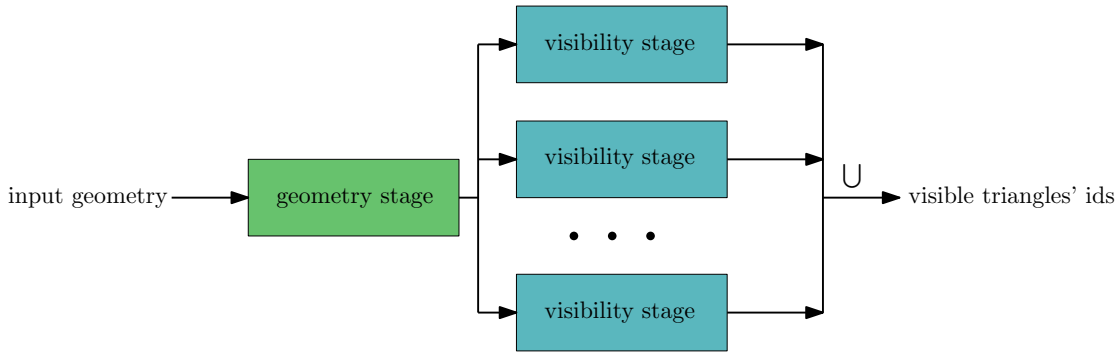 input geometry
geometry stage
visibility stage
visibility stage
• • •
visibility stage
⋃
visible triangles' ids